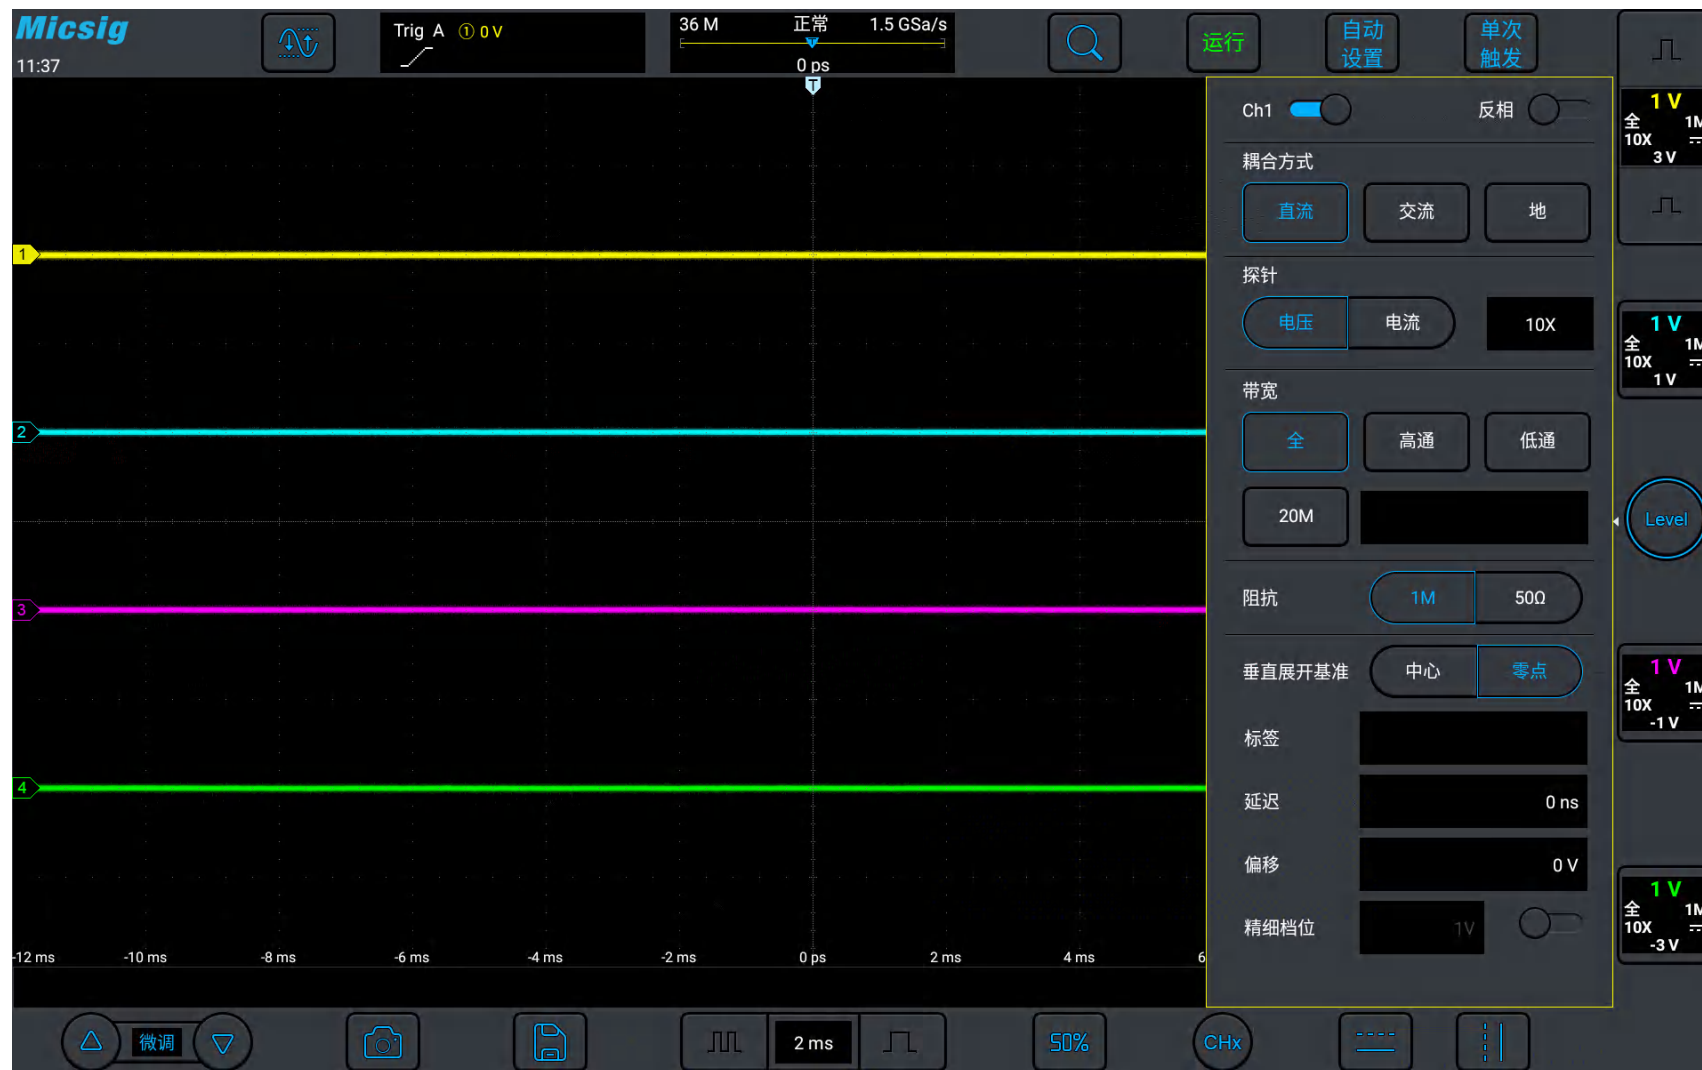 Micsig
11:37
Trig A ① 0 V
36 M 正常 1.5 GSa/s
T
0 ps
运行
自动
设置
单次
触发
T
Ch1 反相
耦合方式
直流 交流 地
探针
电压 电流 10X
带宽
全 高通 低通
20M
阻抗 1M 50Ω
垂直展开基准 中心 零点
标签
延迟 0 ns
偏移 0 V
精细档位 1V
1 V
全 1M
10X
3 V
1 V
全 1M
10X
1 V
Level
1 V
全 1M
10X
-1 V
1 V
全 1M
10X
-3 V
1
2
3
4
-12 ms -10 ms -8 ms -6 ms -4 ms -2 ms 0 ps 2 ms 4 ms 6
微调 2 ms 50% CHx